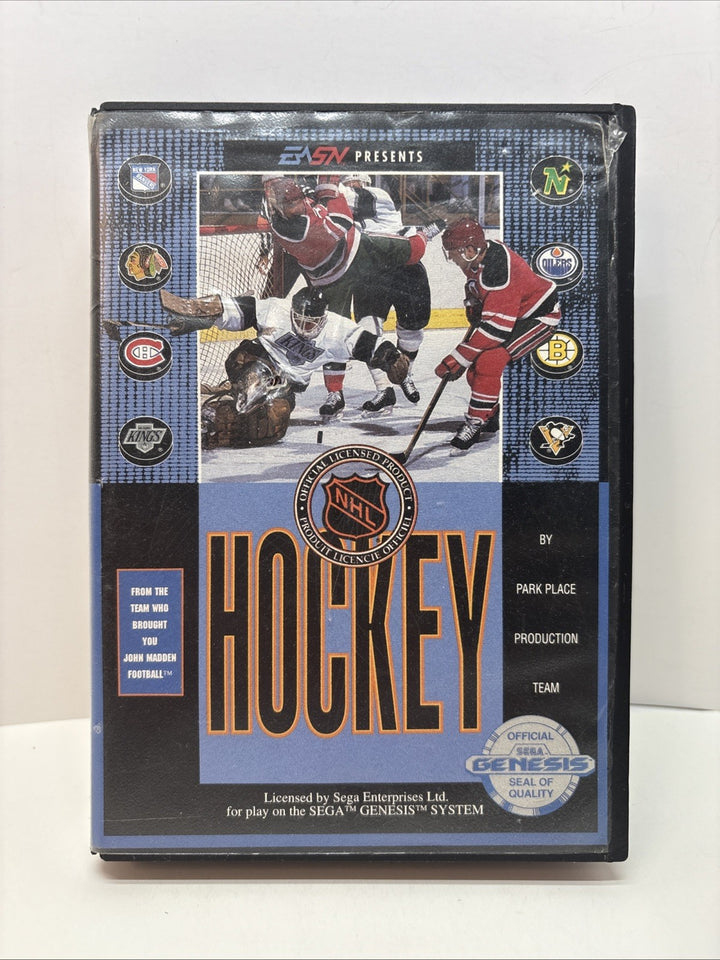 EASN PRESENTS
NEW YORK
RANGERS
N
OILERS
KINGS
B
KINGS
OFFICIAL LICENSED PRODUCT
NHL
PRODUIT LICENCIE OFFICIEL
HOCKEY
FROM THE
TEAM WHO
BROUGHT
YOU
JOHN MADDEN
FOOTBALL™
BY
PARK PLACE
PRODUCTION
TEAM
OFFICIAL
SEGA
GENESIS
SEAL OF
QUALITY
Licensed by Sega Enterprises Ltd.
for play on the SEGA™ GENESIS™ SYSTEM